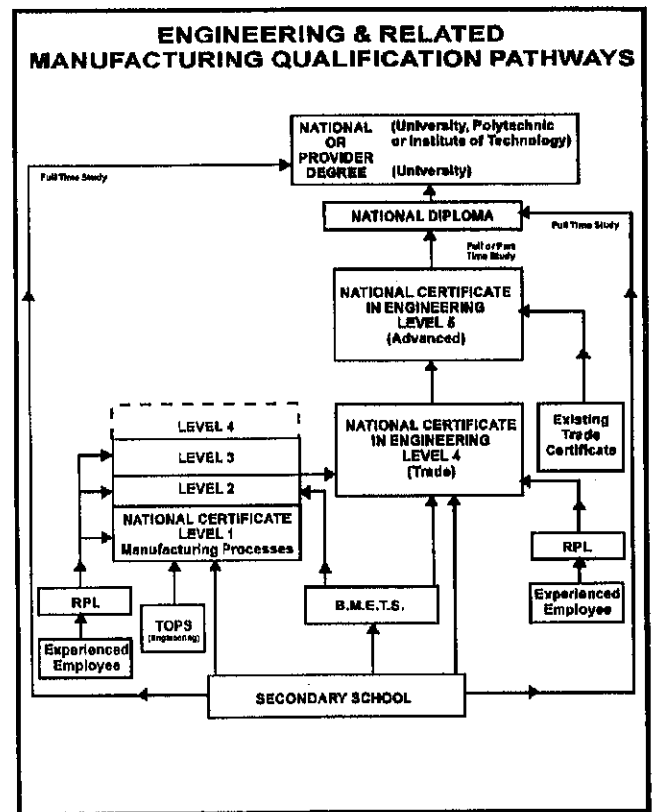 ENGINEERING & RELATED
MANUFACTURING QUALIFICATION PATHWAYS
NATIONAL OR PROVIDER DEGREE
(University, Polytechnic
or Institute of Technology)
(University)
Full Time Study
NATIONAL DIPLOMA
Full Time Study
Full or Part
Time Study
NATIONAL CERTIFICATE
IN ENGINEERING
LEVEL 5
(Advanced)
LEVEL 4
LEVEL 3
LEVEL 2
NATIONAL CERTIFICATE
LEVEL 1
Manufacturing Processes
NATIONAL CERTIFICATE
IN ENGINEERING
LEVEL 4
(Trade)
Existing
Trade
Certificate
RPL
Experienced
Employee
TOPS
(Engineering)
B.M.E.T.S.
RPL
Experienced
Employee
SECONDARY SCHOOL